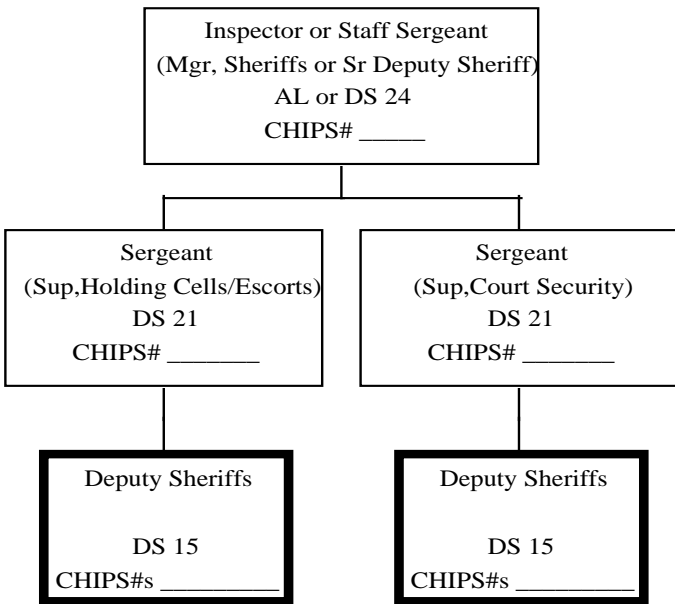 Inspector or Staff Sergeant
(Mgr, Sheriffs or Sr Deputy Sheriff)
AL or DS 24
CHIPS# _____
Sergeant
(Sup,Holding Cells/Escorts)
DS 21
CHIPS# _______
Sergeant
(Sup,Court Security)
DS 21
CHIPS# _______
Deputy Sheriffs
DS 15
CHIPS#s _________
Deputy Sheriffs
DS 15
CHIPS#s _________